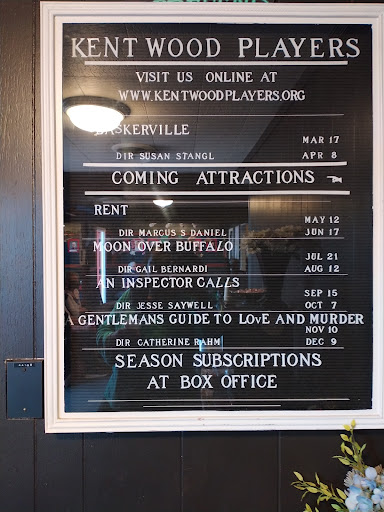 KENTWOOD PLAYERS
VISIT US ONLINE AT
WWW.KENTWOODPLAYERS.ORG
BASKERVILLE
MAR 17
DIR SUSAN STANGL APR 8
COMING ATTRACTIONS
RENT
MAY 12
DIR MARCUS S DANIEL JUN 17
MOON OVER BUFFALO
JUL 21
DIR GAIL BERNARDI AUG 12
AN INSPECTOR CALLS
SEP 15
DIR JESSE SAYWELL OCT 7
A GENTLEMANS GUIDE TO LOvE AND MURDER
NOV 10
DIR CATHERINE RAHM DEC 9
SEASON SUBSCRIPTIONS
AT BOX OFFICE